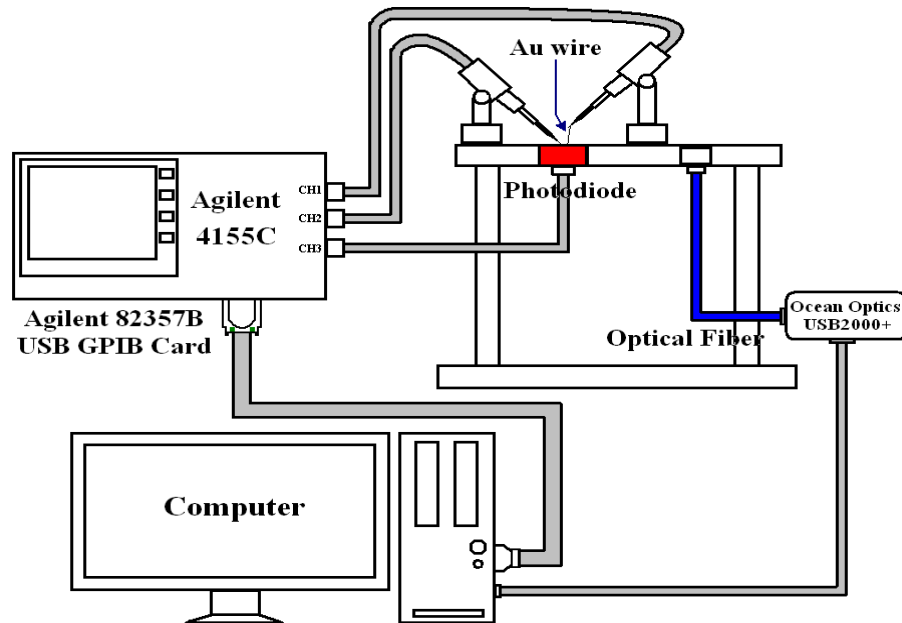 Au wire
Agilent
4155C
CH1
CH2
CH3
Photodiode
Agilent 82357B
USB GPIB Card
Ocean Optics
USB2000+
Optical Fiber
Computer